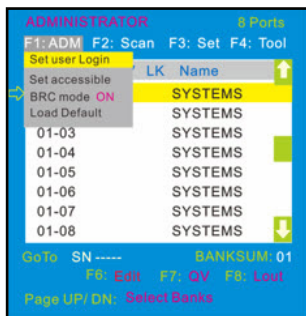 ADMINISTRATOR 8 Ports
F1: ADM F2: Scan F3: Set F4: Tool
Set user Login
LK Name
Set accessible
BRC mode ON
SYSTEMS
Load Default
SYSTEMS
01-03 SYSTEMS
01-04 SYSTEMS
01-05 SYSTEMS
01-06 SYSTEMS
01-07 SYSTEMS
01-08 SYSTEMS
GoTo SN ----- BANKSUM: 01
F6: Edit F7: QV F8: Lout
Page UP/ DN: Select Banks